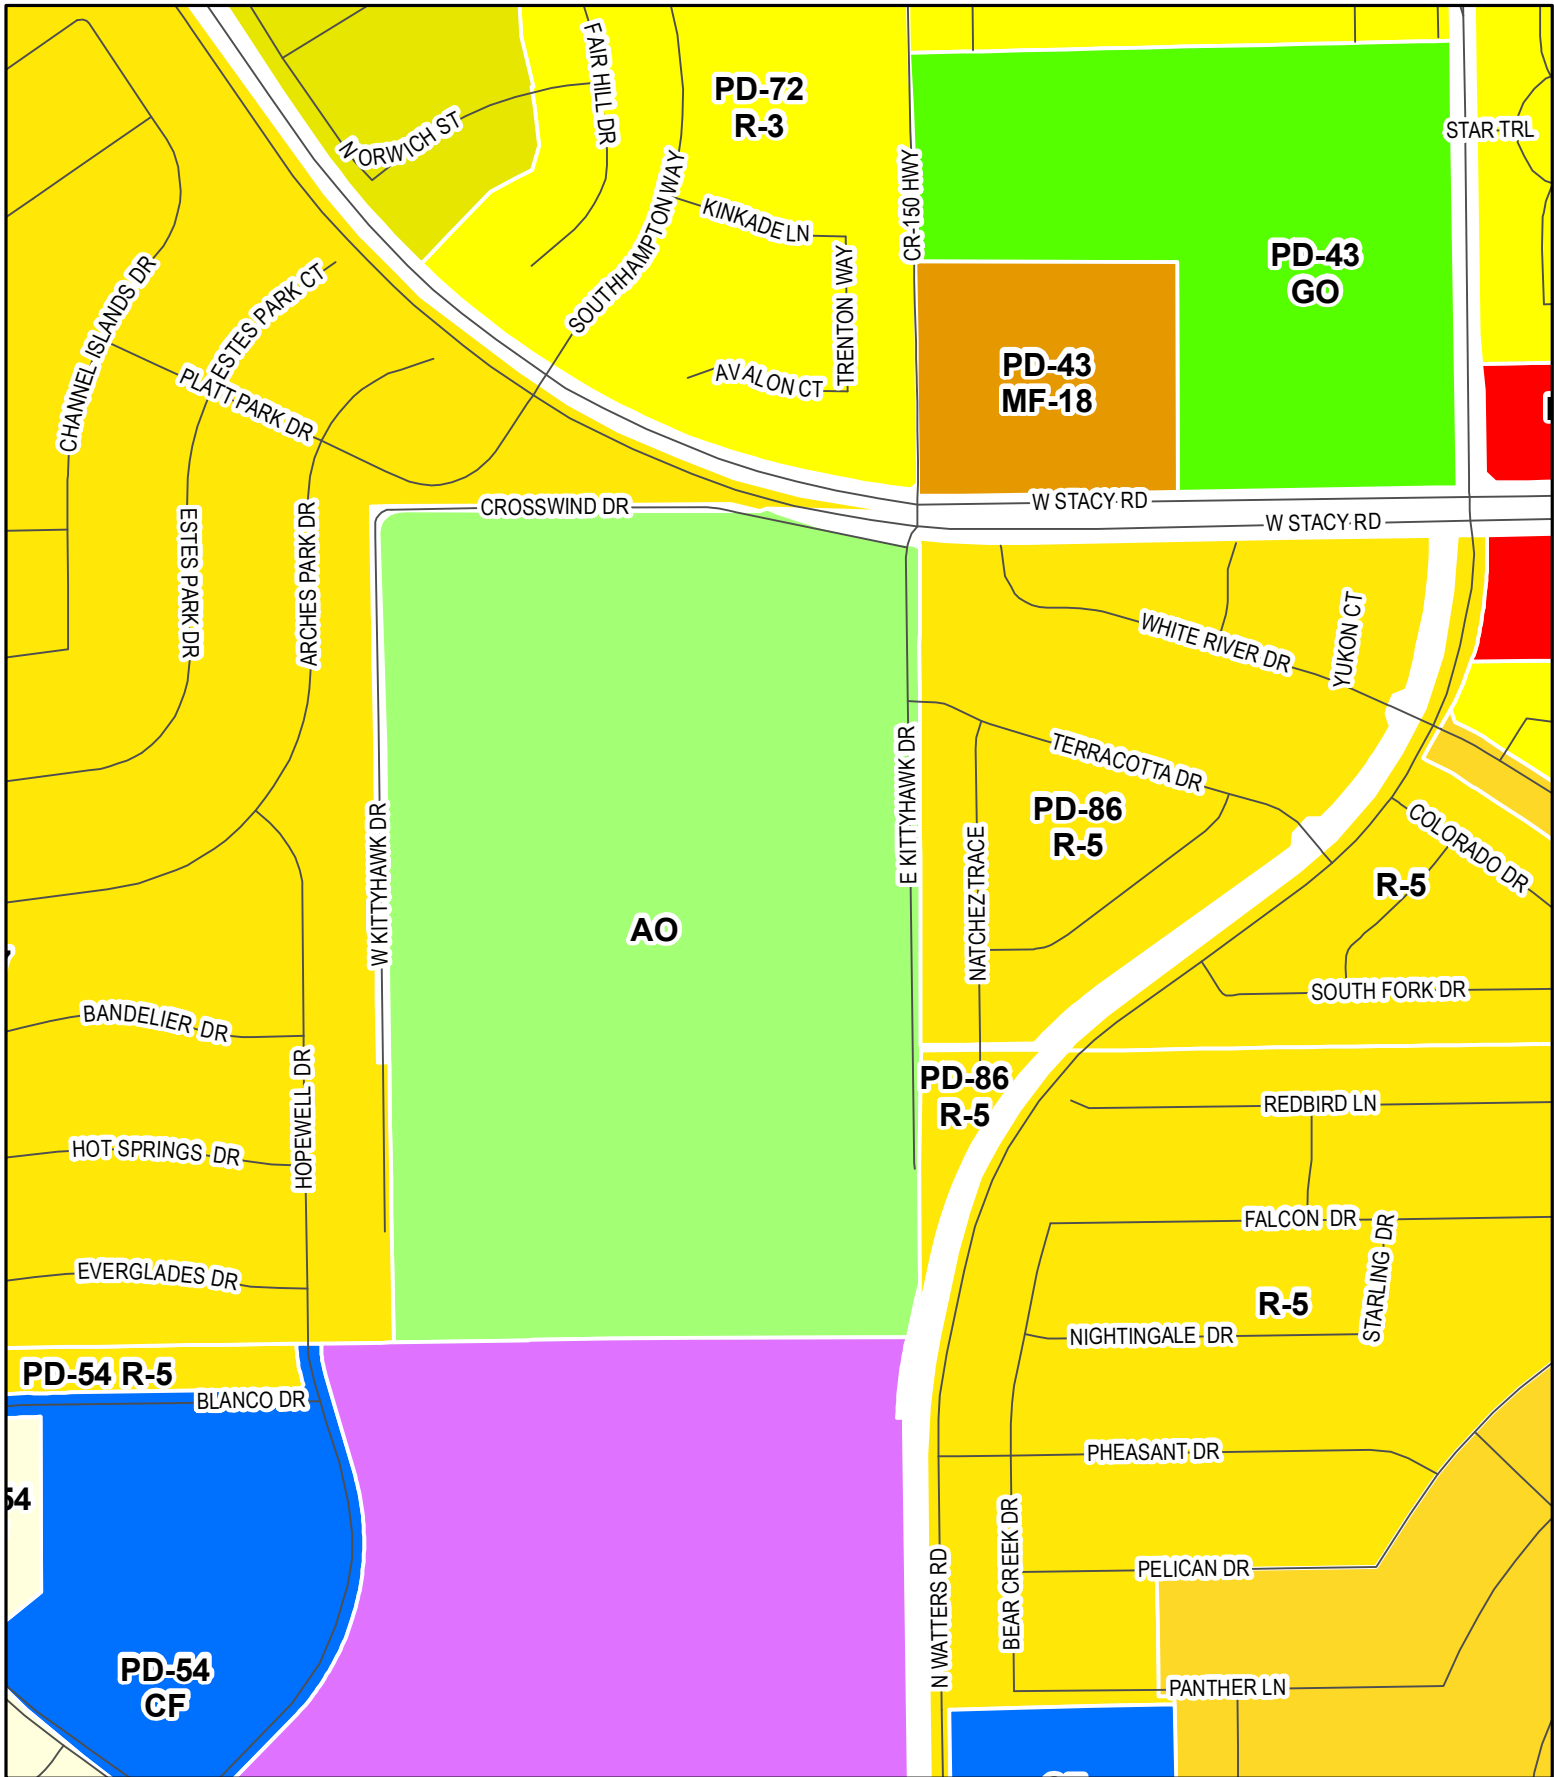 FAIR HILL DR
PD-72
R-3
NORWICH ST
STAR TRL
CR-150 HWY
SOUTHHAMPTON WAY
KINKADE LN
TRENTON WAY
PD-43
GO
CHANNEL ISLANDS DR
ESTES PARK CT
PLATT PARK DR
AVALON CT
PD-43
MF-18
W STACY RD
W STACY RD
CROSSWIND DR
ESTES PARK DR
ARCHES PARK DR
WHITE RIVER DR
YUKON CT
TERRACOTTA DR
E KITTYHAWK DR
W KITTYHAWK DR
PD-86
R-5
NATCHEZ TRACE
COLORADO DR
R-5
AO
SOUTH FORK DR
BANDELIER DR
HOPEWELL DR
PD-86
R-5
REDBIRD LN
HOT SPRINGS DR
FALCON DR
STARLING DR
EVERGLADES DR
R-5
NIGHTINGALE DR
PD-54 R-5
BLANCO DR
PHEASANT DR
54
BEAR CREEK DR
N WATTERS RD
PELICAN DR
PD-54
CF
PANTHER LN